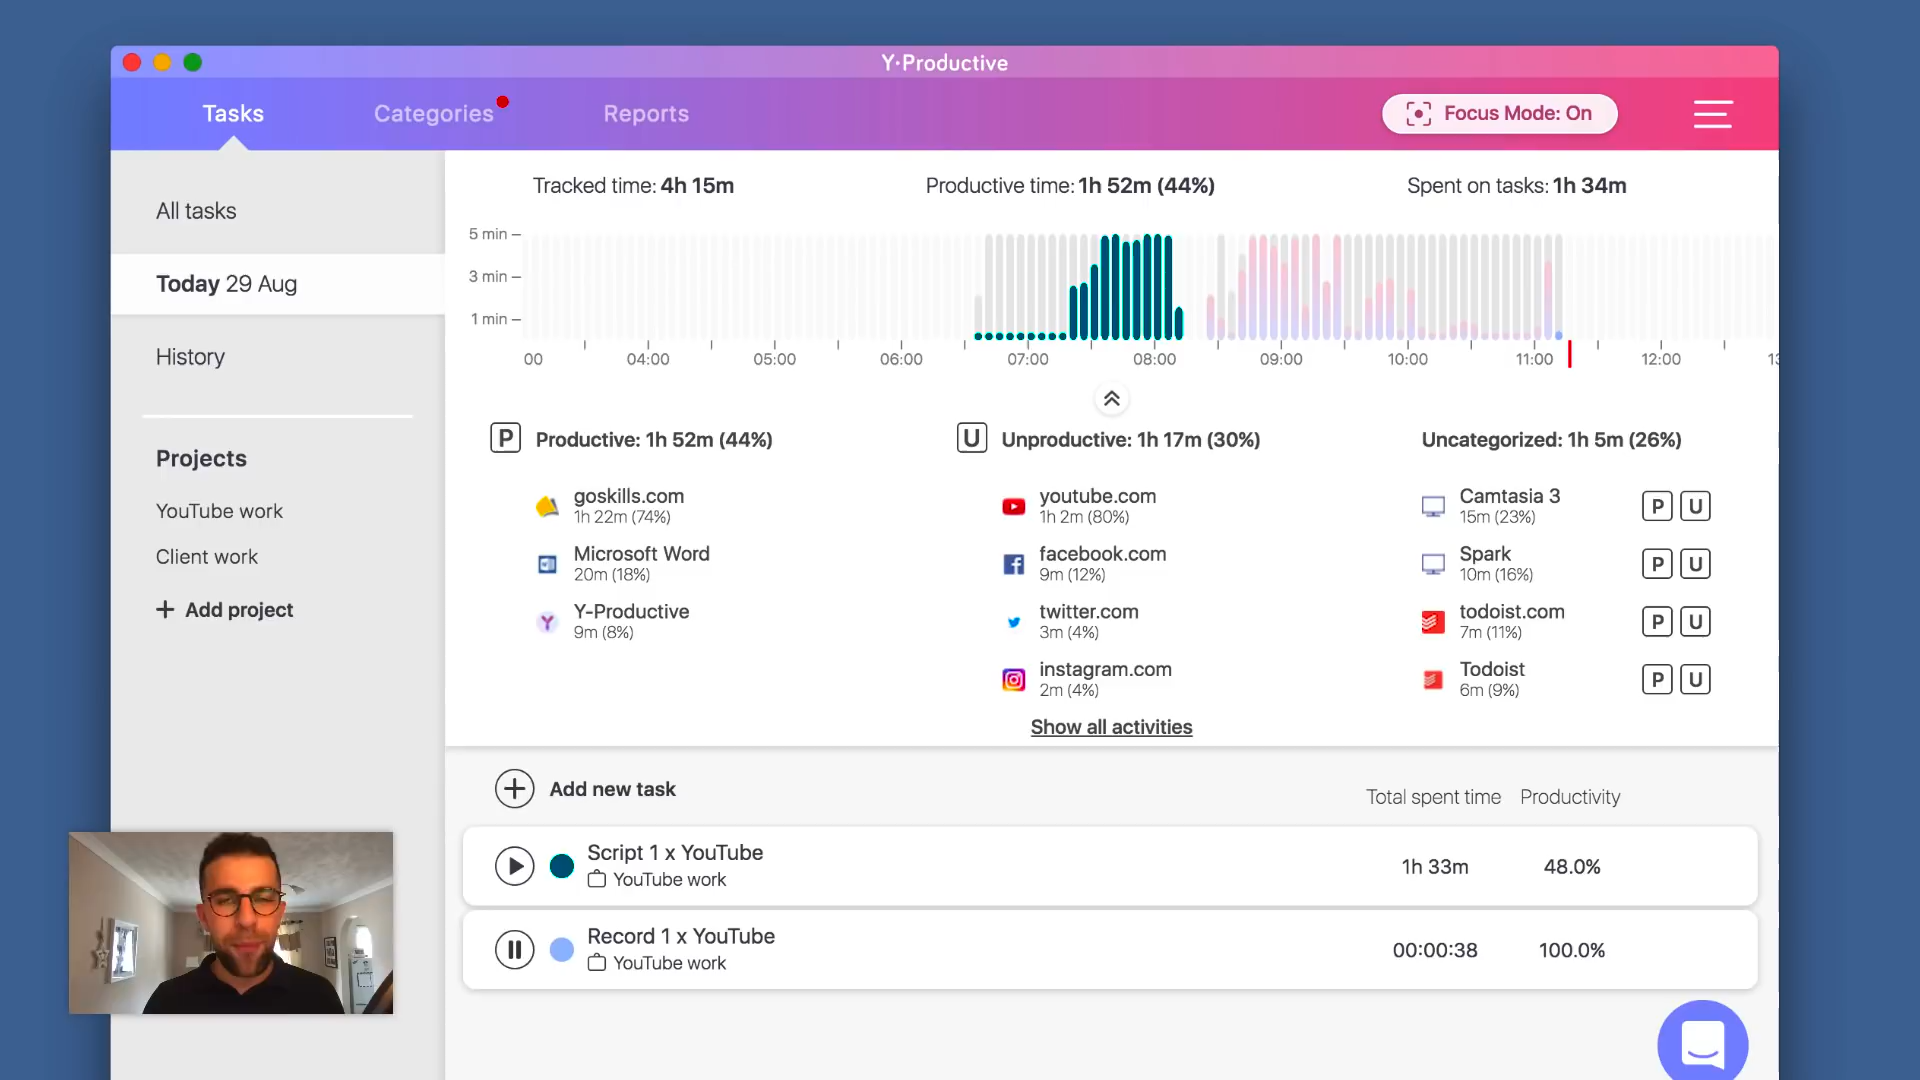 Y·Productive
Tasks
Categories
Reports
Focus Mode: On
All tasks
Today 29 Aug
History
Projects
YouTube work
Client work
+ Add project
Tracked time: 4h 15m
Productive time: 1h 52m (44%)
Spent on tasks: 1h 34m
5 min
3 min
1 min
00 04:00 05:00 06:00 07:00 08:00 09:00 10:00 11:00 12:00 13
P Productive: 1h 52m (44%)
goskills.com
1h 22m (74%)
Microsoft Word
20m (18%)
Y-Productive
9m (8%)
U Unproductive: 1h 17m (30%)
youtube.com
1h 2m (80%)
facebook.com
9m (12%)
twitter.com
3m (4%)
instagram.com
2m (4%)
Uncategorized: 1h 5m (26%)
Camtasia 3
15m (23%)
P U
Spark
10m (16%)
P U
todoist.com
7m (11%)
P U
Todoist
6m (9%)
P U
Show all activities
Add new task
Total spent time Productivity
Script 1 x YouTube
YouTube work
1h 33m 48.0%
Record 1 x YouTube
YouTube work
00:00:38 100.0%